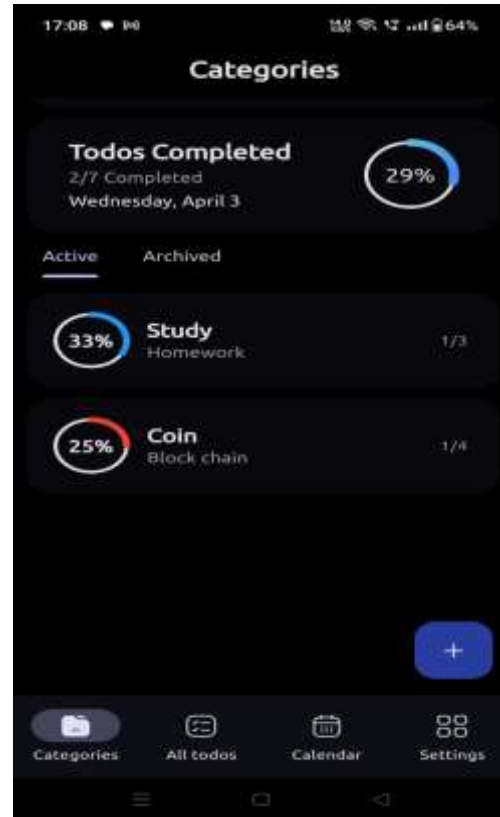 17:08
64%
Categories
Todos Completed
2/7 Completed
Wednesday, April 3
29%
Active Archived
33%
Study
Homework
1/3
25%
Coin
Block chain
1/4
+
Categories All todos Calendar Settings